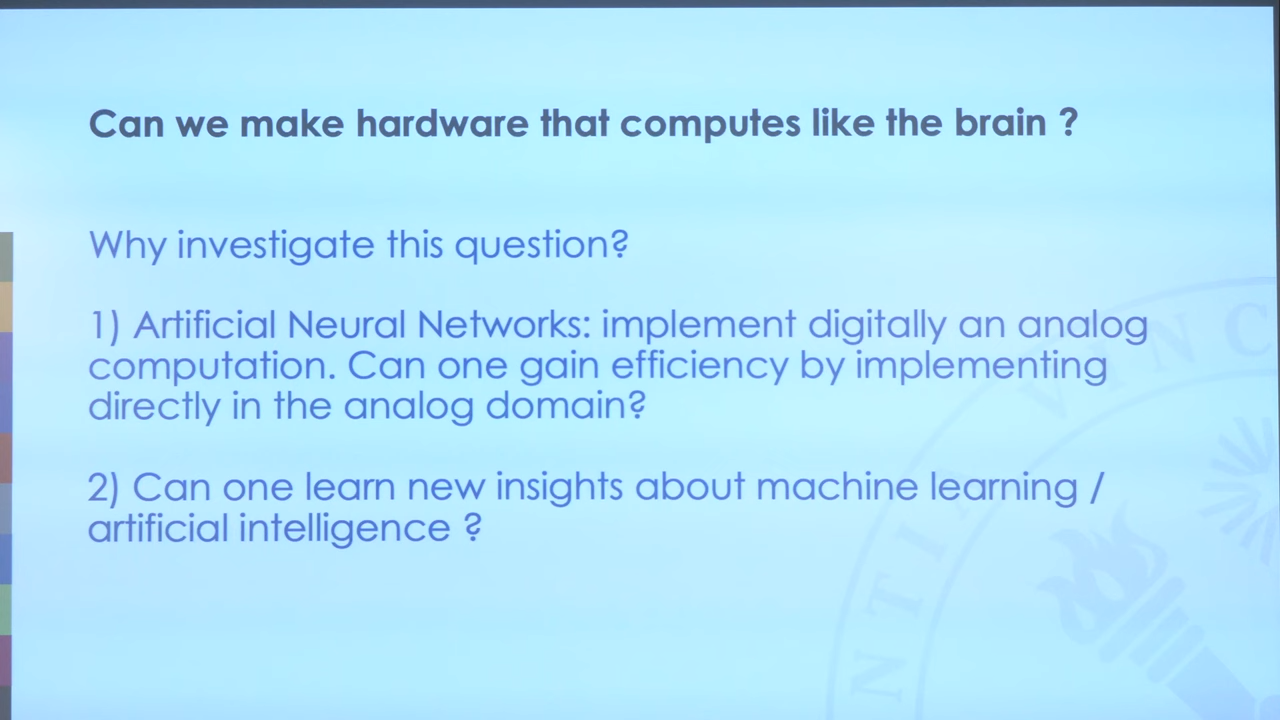 Can we make hardware that computes like the brain ?
Why investigate this question?
1) Artificial Neural Networks: implement digitally an analog
computation. Can one gain efficiency by implementing
directly in the analog domain?
2) Can one learn new insights about machine learning /
artificial intelligence ?